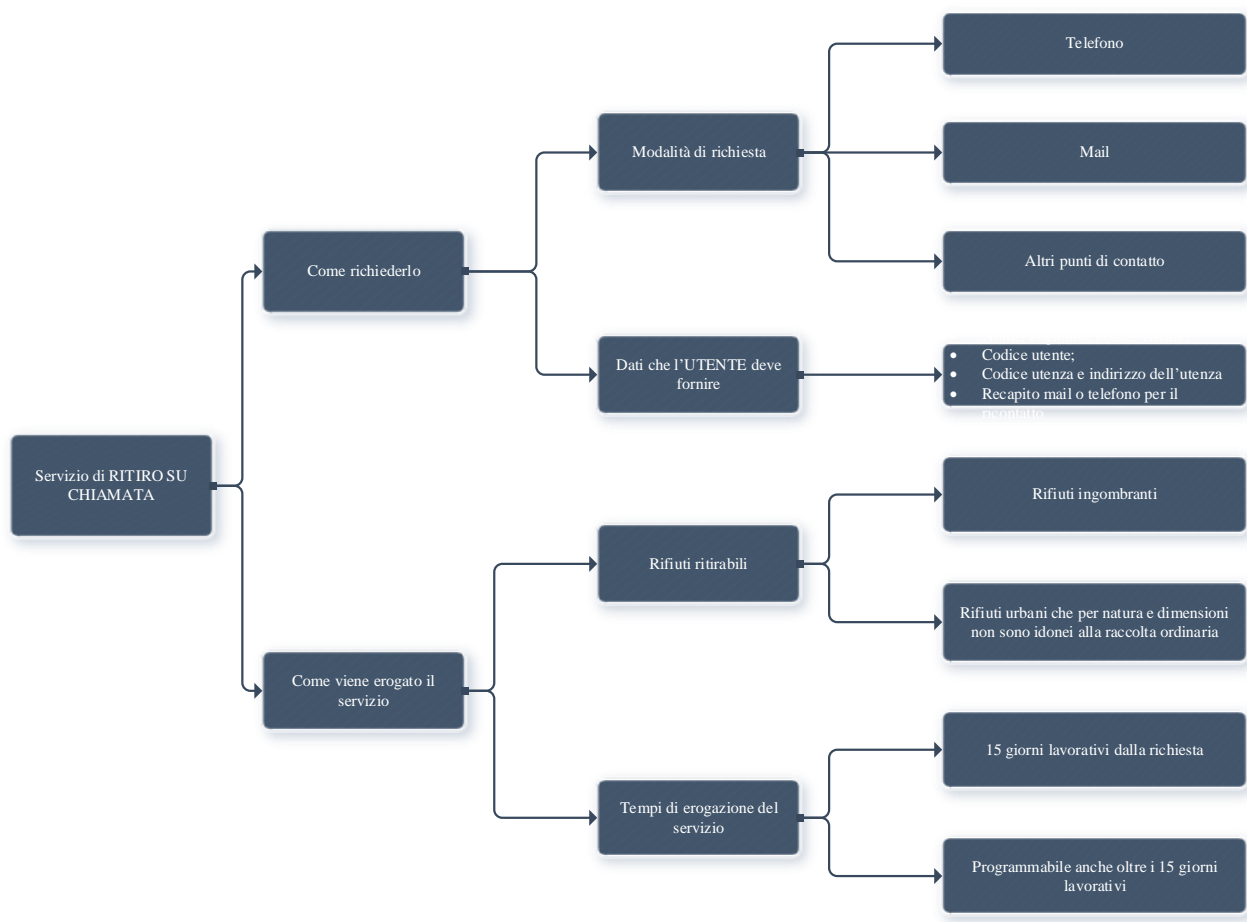 Telefono
Modalità di richiesta
Mail
Come richiederlo
Altri punti di contatto
Dati che l’UTENTE deve
fornire
• Codice utente;
• Codice utenza e indirizzo dell’utenza
• Recapito mail o telefono per il
ricontatto
Servizio di RITIRO SU
CHIAMATA
Rifiuti ingombranti
Rifiuti ritirabili
Rifiuti urbani che per natura e dimensioni
non sono idonei alla raccolta ordinaria
Come viene erogato il
servizio
15 giorni lavorativi dalla richiesta
Tempi di erogazione del
servizio
Programmabile anche oltre i 15 giorni
lavorativi